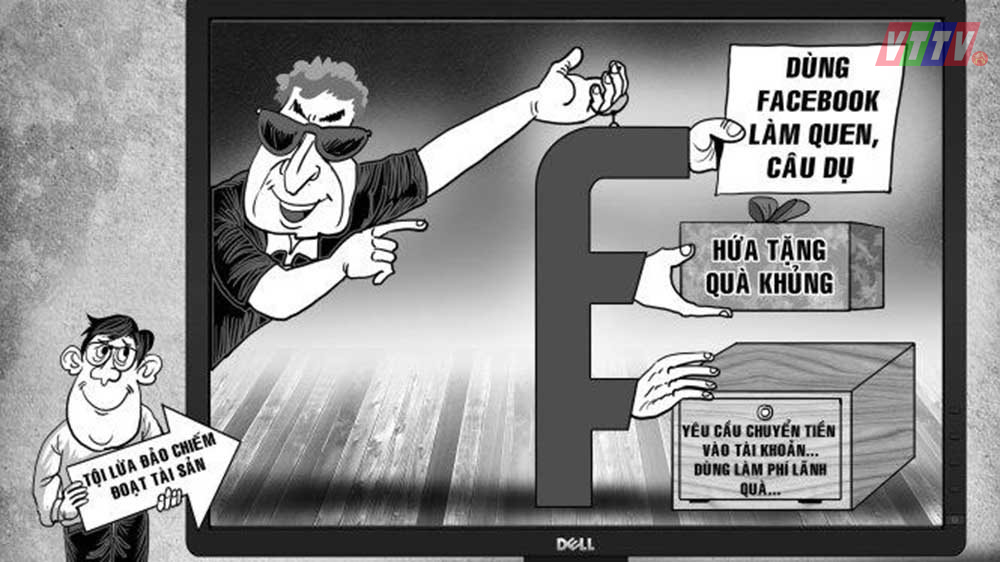 VTTV
DÙNG
FACEBOOK
LÀM QUEN,
CÂU DỤ
HỨA TẶNG
QUÀ KHỦNG
YÊU CẦU CHUYỂN TIỀN
VÀO TÀI KHOẢN...
DÙNG LÀM PHÍ LÃNH
QUÀ...
TỘI LỪA ĐẢO CHIẾM
ĐOẠT TÀI SẢN
DELL